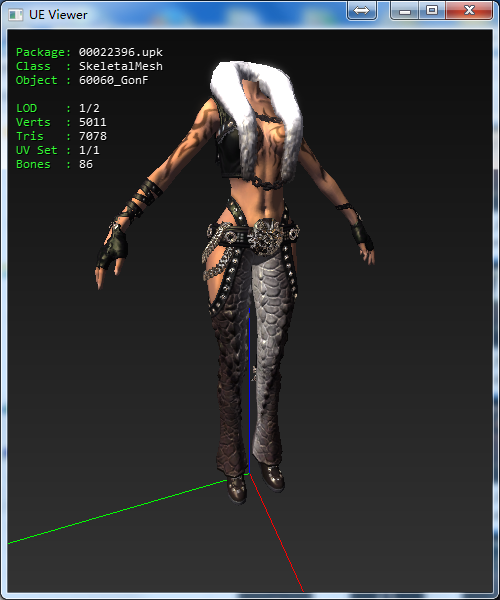 UE Viewer
Package: 00022396.upk
Class : SkeletalMesh
Object : 60060_GonF
LOD : 1/2
Verts : 5011
Tris : 7078
UV Set : 1/1
Bones : 86